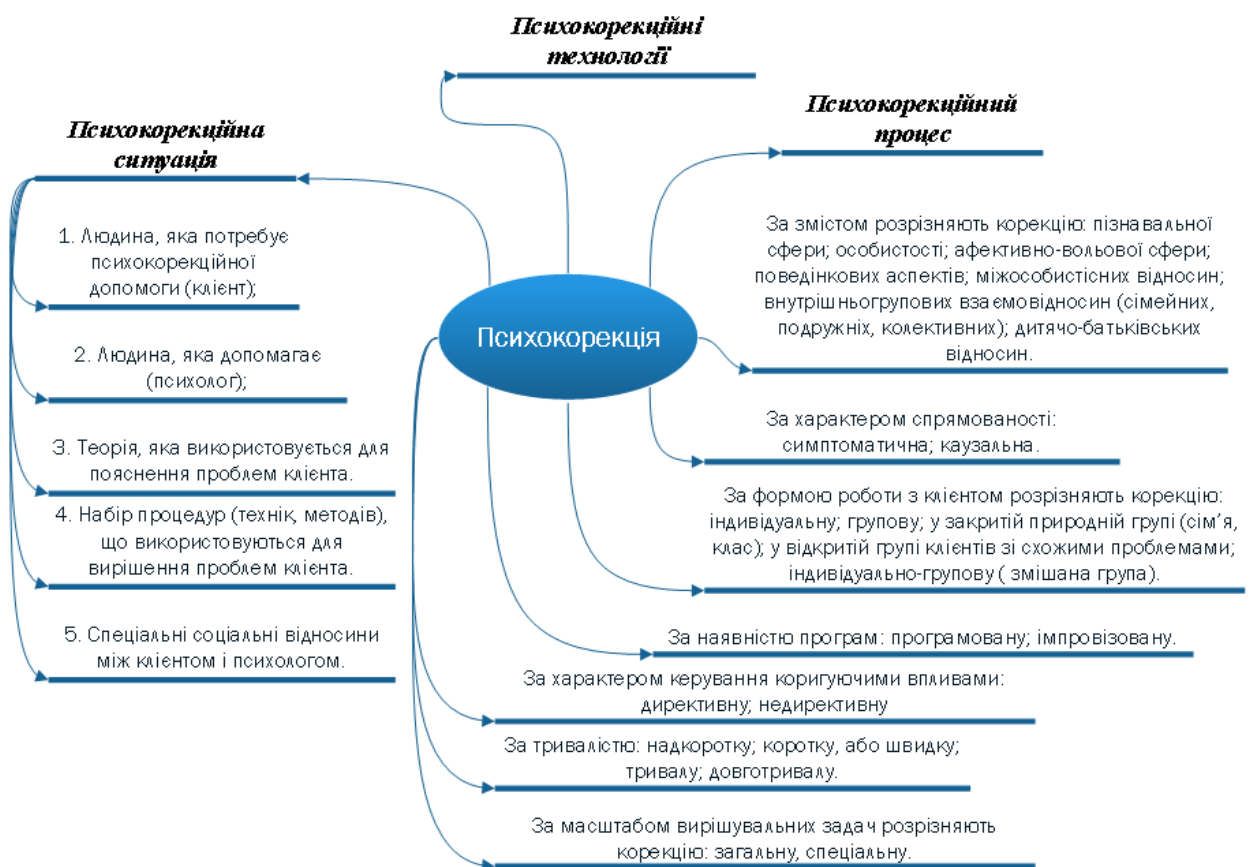 Психокорекційні
технології
Психокорекційний
процес
Психокорекційна
ситуація
1. Людина, яка потребує
психокорекційної
допомоги (клієнт);
2. Людина, яка допомагає
(психолог);
3. Теорія, яка використовується для
пояснення проблем клієнта.
4. Набір процедур (технік, методів),
що використовуються для
вирішення проблем клієнта.
5. Спеціальні соціальні відносини
між клієнтом і психологом.
Психокорекція
За змістом розрізняють корекцію: пізнавальної
сфери; особистості; афективно-вольової сфери;
поведінкових аспектів; міжособистісних відносин;
внутрішньогрупових взаємовідносин (сімейних,
подружніх, колективних); дитячо-батьківських
відносин.
За характером спрямованості:
симптоматична; каузальна.
За формою роботи з клієнтом розрізняють корекцію:
індивідуальну; групову; у закритій природній групі (сім’я,
клас); у відкритій групі клієнтів зі схожими проблемами;
індивідуально-групову ( змішана група).
За наявністю програм: програмовану; імпровізовану.
За характером керування коригуючими впливами:
директивну; недирективну
За тривалістю: надкоротку; коротку, або швидку;
тривалу; довготривалу.
За масштабом вирішувальних задач розрізняють
корекцію: загальну, спеціальну.